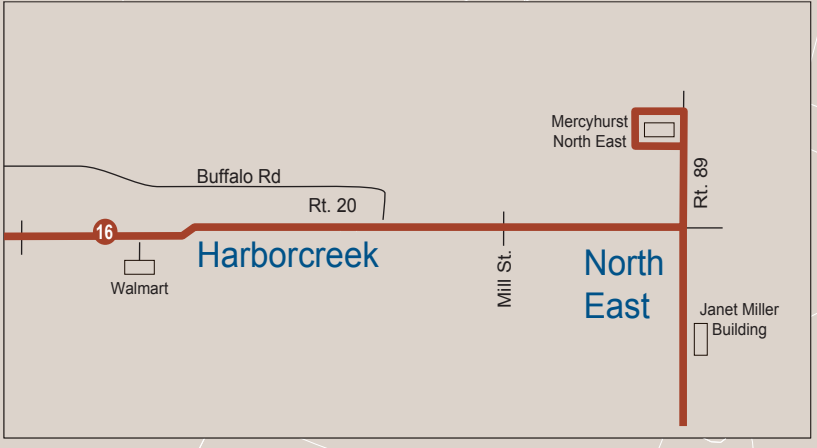 Mercyhurst
North East
Rt. 89
Buffalo Rd
Rt. 20
16
Harborcreek
Walmart
Mill St.
North
East
Janet Miller
Building